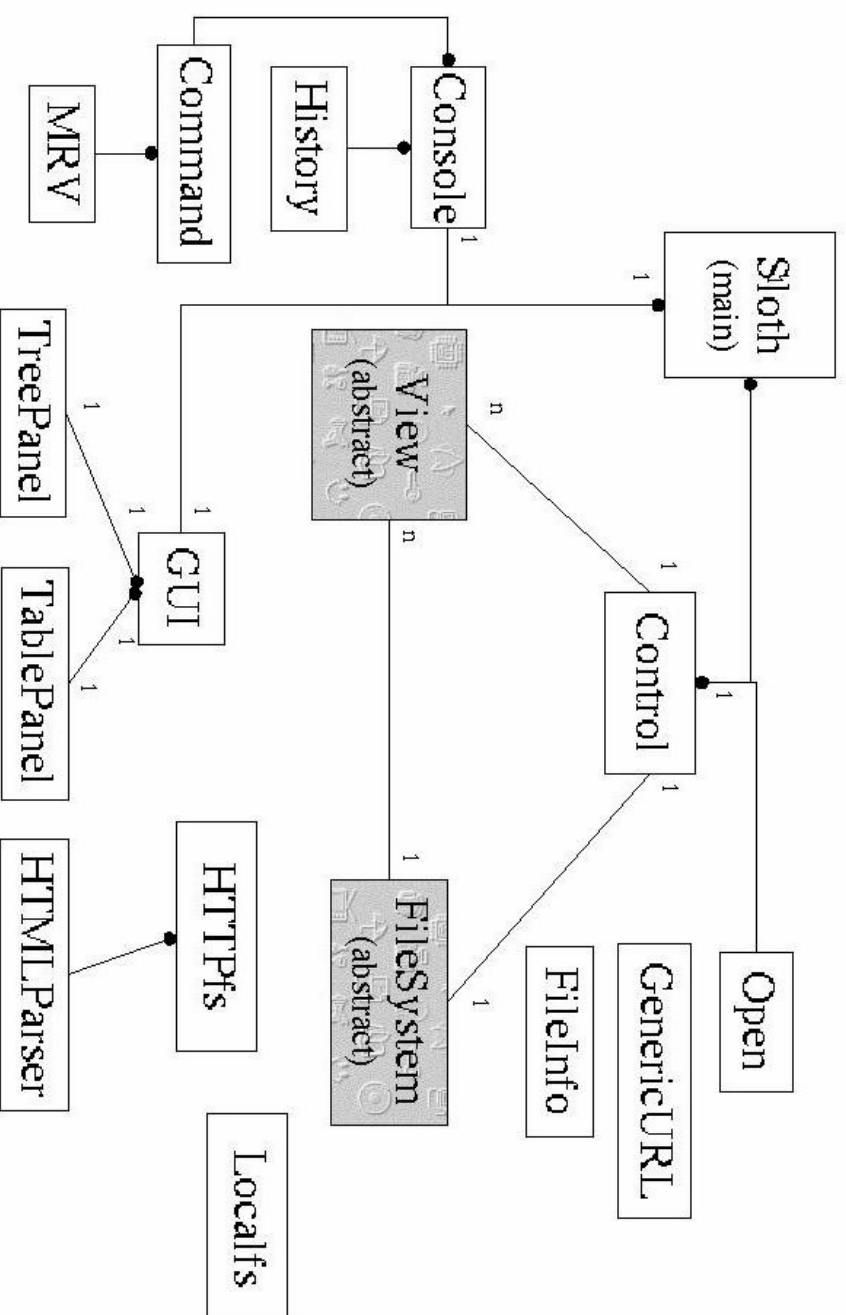 Sloth
(main)
Open
1
1
1
1
GenericURL
Control
FileInfo
n
1
1
Console
View
(abstract)
n
1
FileSystem
(abstract)
History
Localfs
HTTPfs
1
Command
GUI
1
1
1
1
MRV
TreePanel
TablePanel
HTMLParser